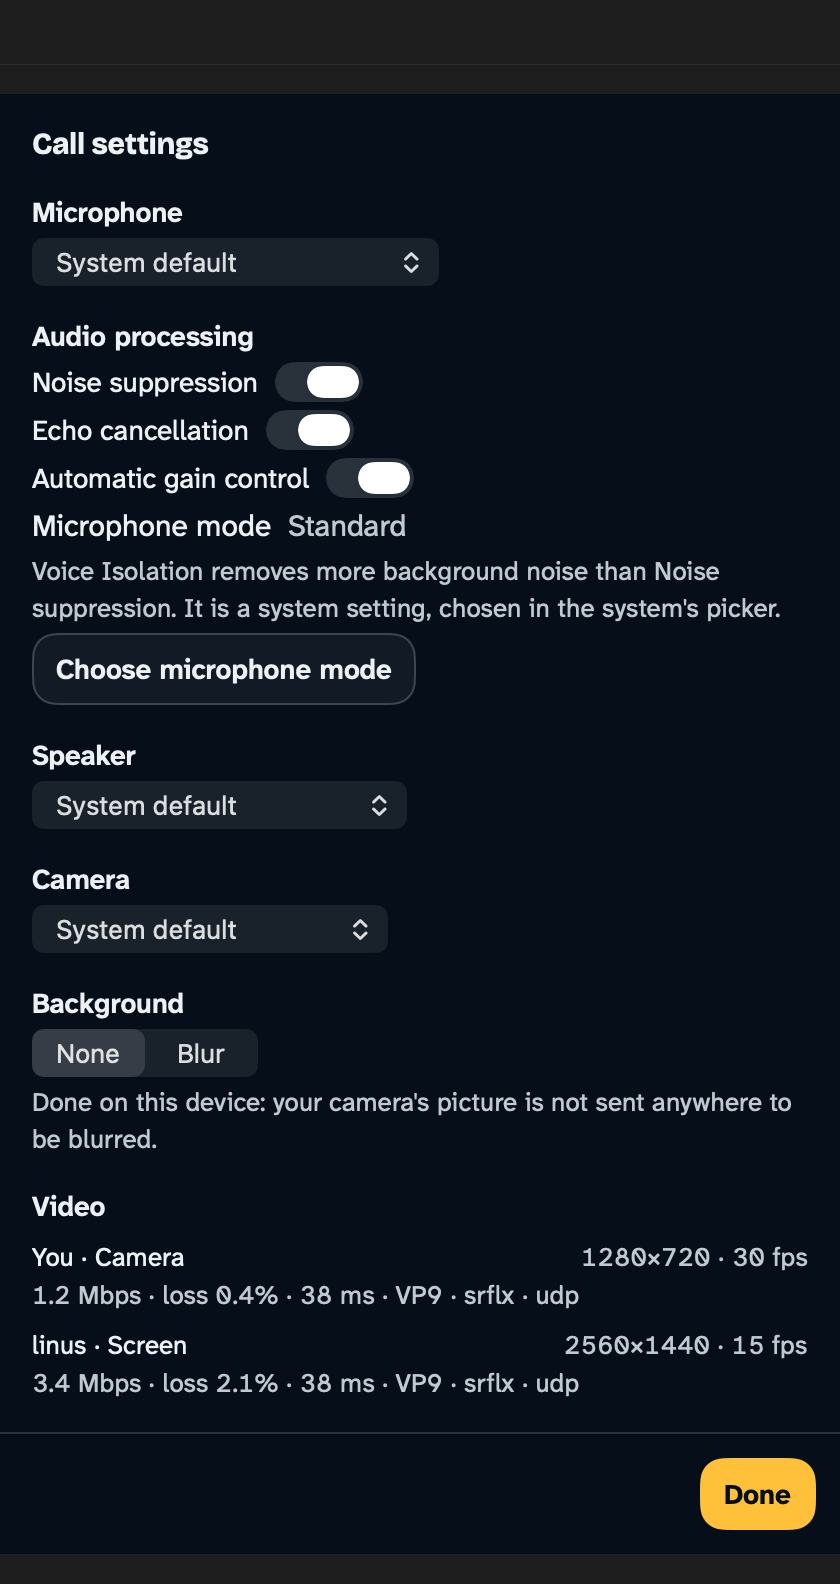 Call settings
Microphone
System default
Audio processing
Noise suppression
Echo cancellation
Automatic gain control
Microphone mode Standard
Voice Isolation removes more background noise than Noise
suppression. It is a system setting, chosen in the system's picker.
Choose microphone mode
Speaker
System default
Camera
System default
Background
None Blur
Done on this device: your camera's picture is not sent anywhere to
be blurred.
Video
You · Camera 1280×720 · 30 fps
1.2 Mbps · loss 0.4% · 38 ms · VP9 · srflx · udp
linus · Screen 2560×1440 · 15 fps
3.4 Mbps · loss 2.1% · 38 ms · VP9 · srflx · udp
Done